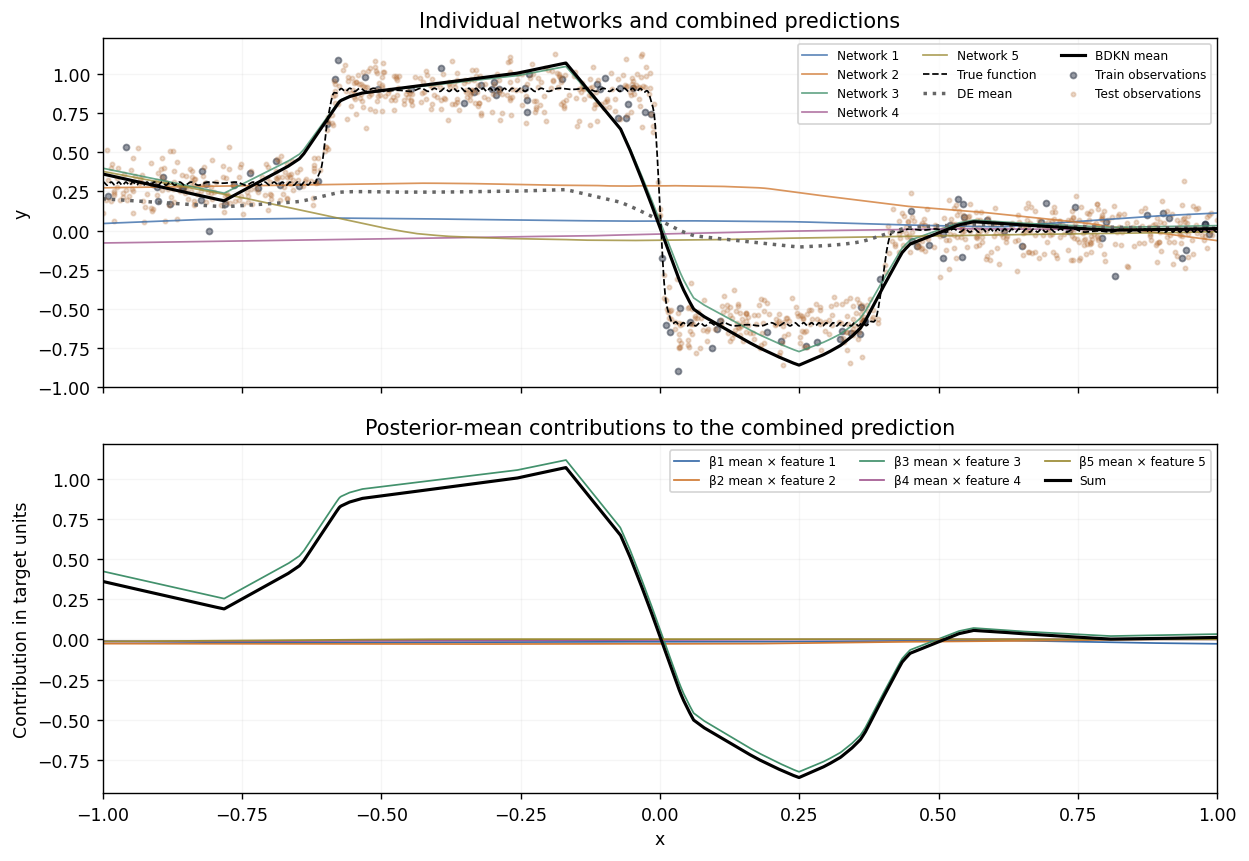 Individual networks and combined predictions
Network 1
Network 2
Network 3
Network 4
Network 5
True function
DE mean
BDKN mean
Train observations
Test observations
1.00
0.75
0.50
0.25
0.00
−0.25
−0.50
−0.75
−1.00
y
Posterior-mean contributions to the combined prediction
β1 mean × feature 1
β2 mean × feature 2
β3 mean × feature 3
β4 mean × feature 4
β5 mean × feature 5
Sum
1.00
0.75
0.50
0.25
0.00
−0.25
−0.50
−0.75
Contribution in target units
−1.00
−0.75
−0.50
−0.25
0.00
0.25
0.50
0.75
1.00
x